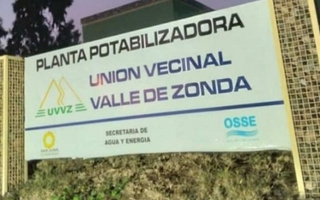 PLANTA POTABILIZADORA
UNION VECINAL
VALLE DE ZONDA
UVVZ
SECRETARIA DE
AGUA Y ENERGIA
OSSE